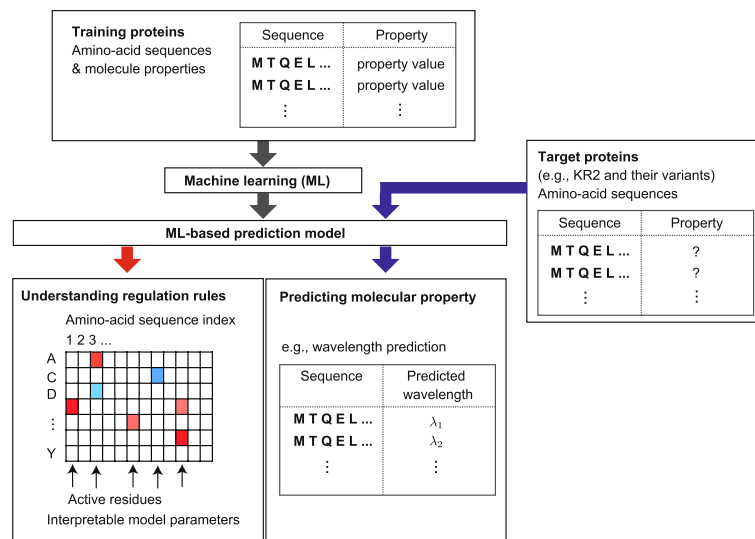 Training proteins
Amino-acid sequences
& molecule properties
Sequence Property
M T Q E L ... property value
M T Q E L ... property value
⋮ ⋮
Machine learning (ML)
ML-based prediction model
Target proteins
(e.g., KR2 and their variants)
Amino-acid sequences
Sequence Property
M T Q E L ... ?
M T Q E L ... ?
⋮ ⋮
Understanding regulation rules
Amino-acid sequence index
1 2 3 ...
A
C
D
⋮
Y
Active residues
Interpretable model parameters
Predicting molecular property
e.g., wavelength prediction
Sequence Predicted
wavelength
M T Q E L ... λ₁
M T Q E L ... λ₂
⋮ ⋮